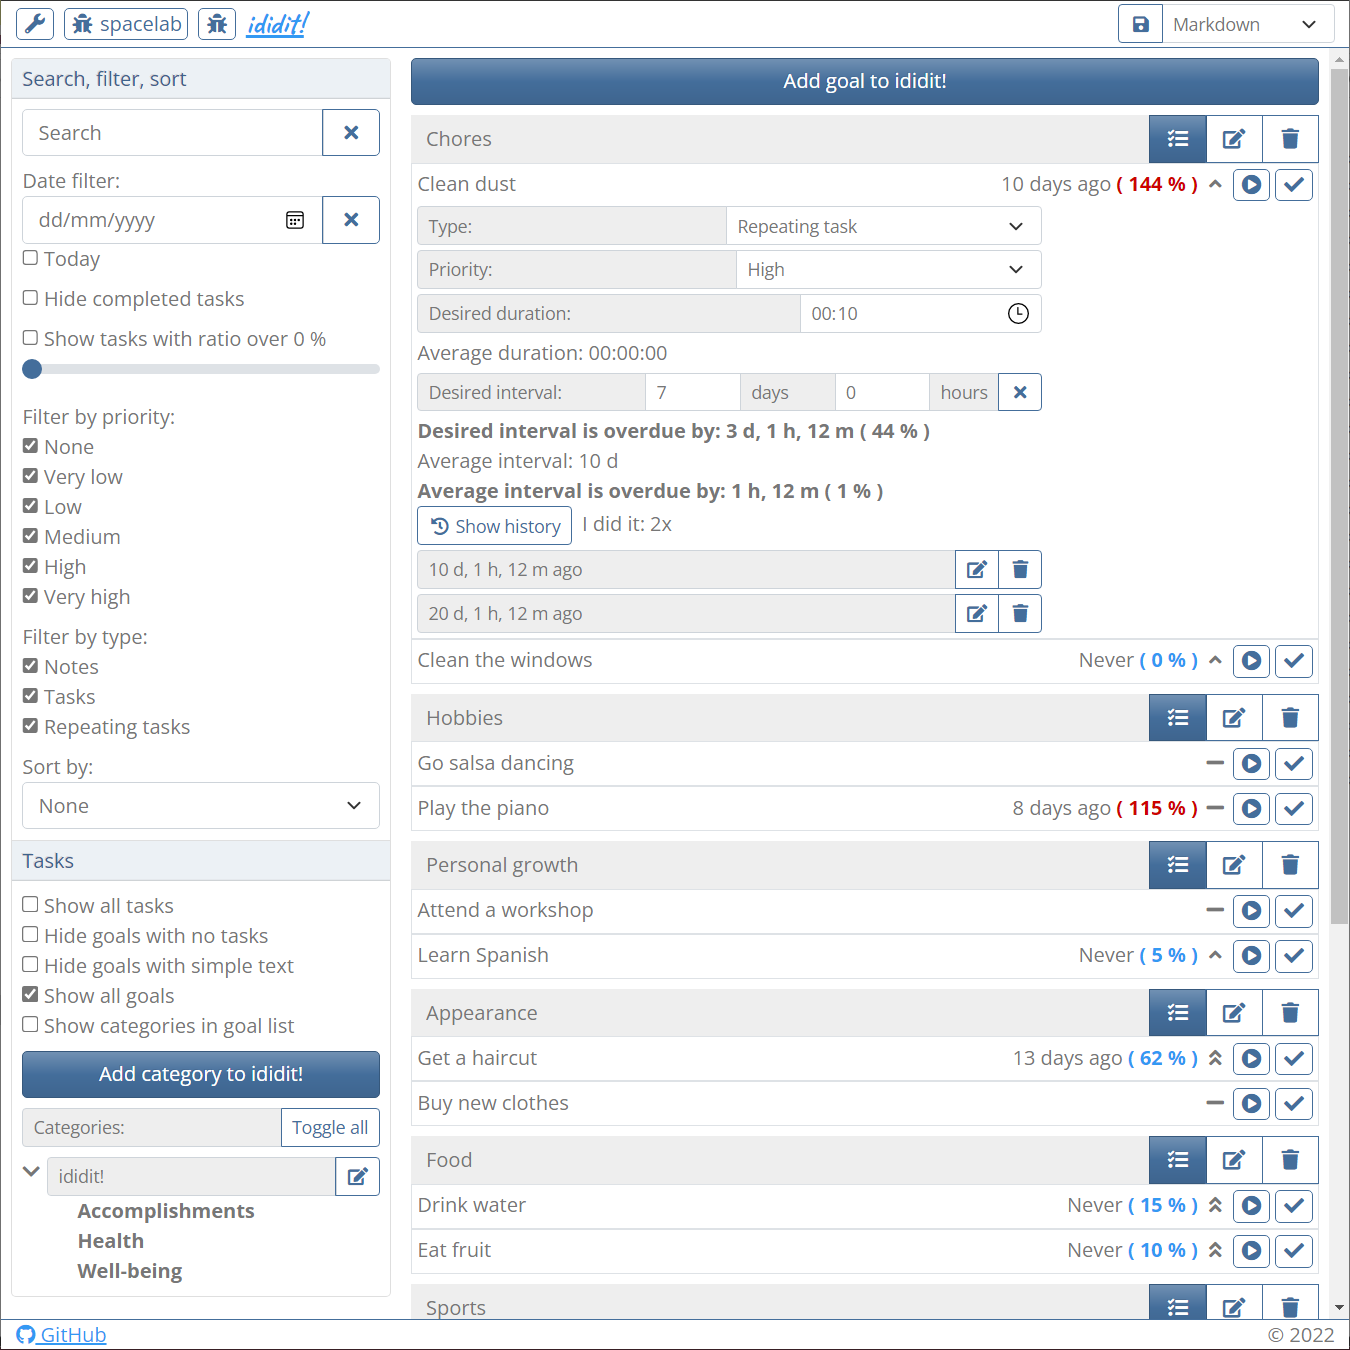 spacelab ididit! Markdown
Search, filter, sort
Search
Date filter:
dd/mm/yyyy
Today
Hide completed tasks
Show tasks with ratio over 0 %
Filter by priority:
None
Very low
Low
Medium
High
Very high
Filter by type:
Notes
Tasks
Repeating tasks
Sort by:
None
Tasks
Show all tasks
Hide goals with no tasks
Hide goals with simple text
Show all goals
Show categories in goal list
Add category to ididit!
Categories: Toggle all
ididit!
Accomplishments
Health
Well-being
Add goal to ididit!
Chores
Clean dust 10 days ago ( 144 % )
Type: Repeating task
Priority: High
Desired duration: 00:10
Average duration: 00:00:00
Desired interval: 7 days 0 hours
Desired interval is overdue by: 3 d, 1 h, 12 m ( 44 % )
Average interval: 10 d
Average interval is overdue by: 1 h, 12 m ( 1 % )
Show history I did it: 2x
10 d, 1 h, 12 m ago
20 d, 1 h, 12 m ago
Clean the windows Never ( 0 % )
Hobbies
Go salsa dancing
Play the piano 8 days ago ( 115 % )
Personal growth
Attend a workshop
Learn Spanish Never ( 5 % )
Appearance
Get a haircut 13 days ago ( 62 % )
Buy new clothes
Food
Drink water Never ( 15 % )
Eat fruit Never ( 10 % )
Sports
GitHub © 2022